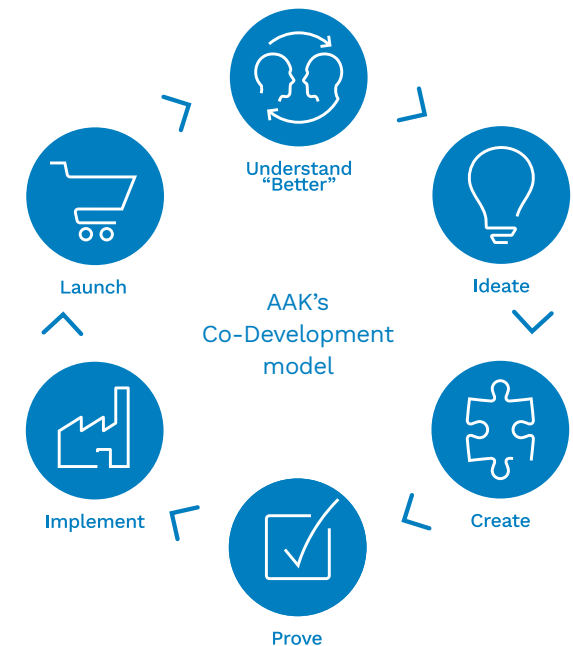 Understand
“Better”
Ideate
Create
Prove
Implement
Launch
AAK’s
Co-Development
model